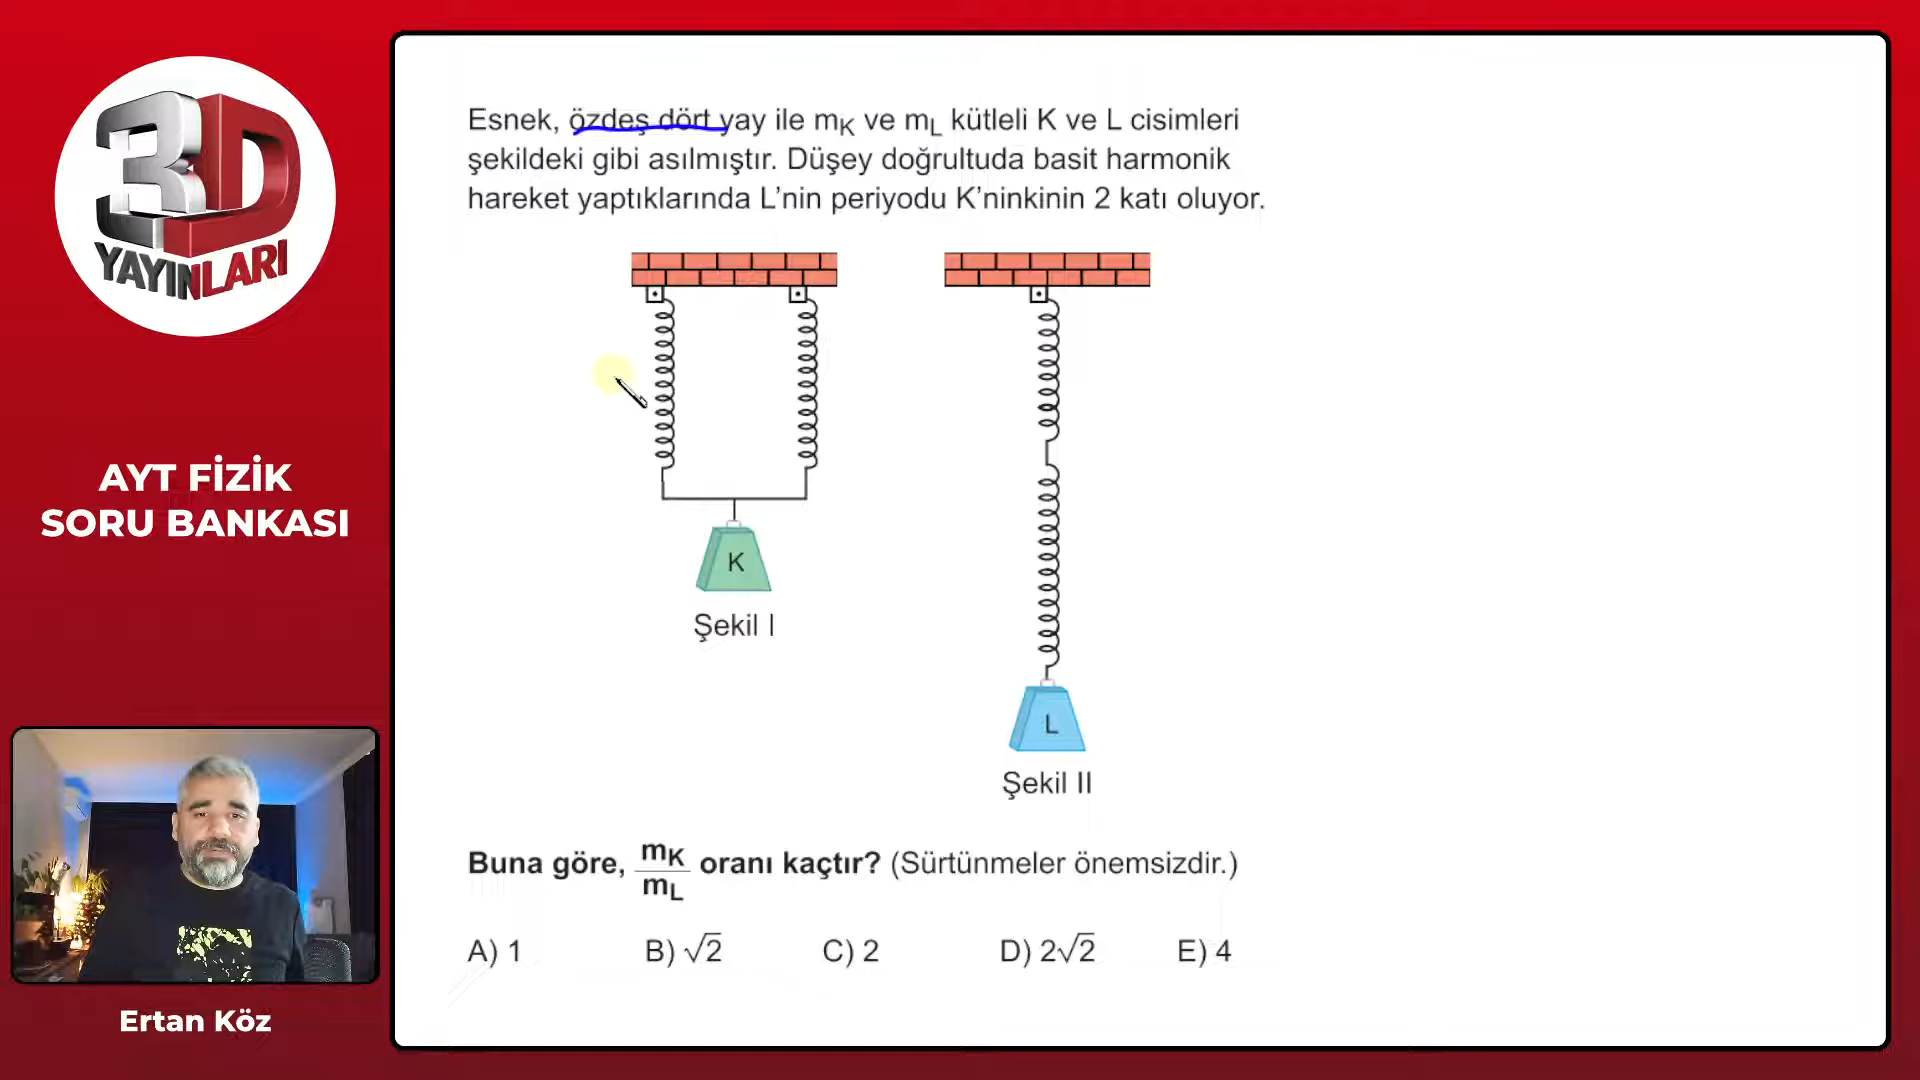 3D
YAYINLARI
AYT FİZİK
SORU BANKASI
Ertan Köz
Esnek, özdeş dört yay ile mK ve mL kütleli K ve L cisimleri
şekildeki gibi asılmıştır. Düşey doğrultuda basit harmonik
hareket yaptıklarında L'nin periyodu K'ninkinin 2 katı oluyor.
K
Şekil I
L
Şekil II
Buna göre, mK/mL oranı kaçtır? (Sürtünmeler önemsizdir.)
A) 1 B) √2 C) 2 D) 2√2 E) 4